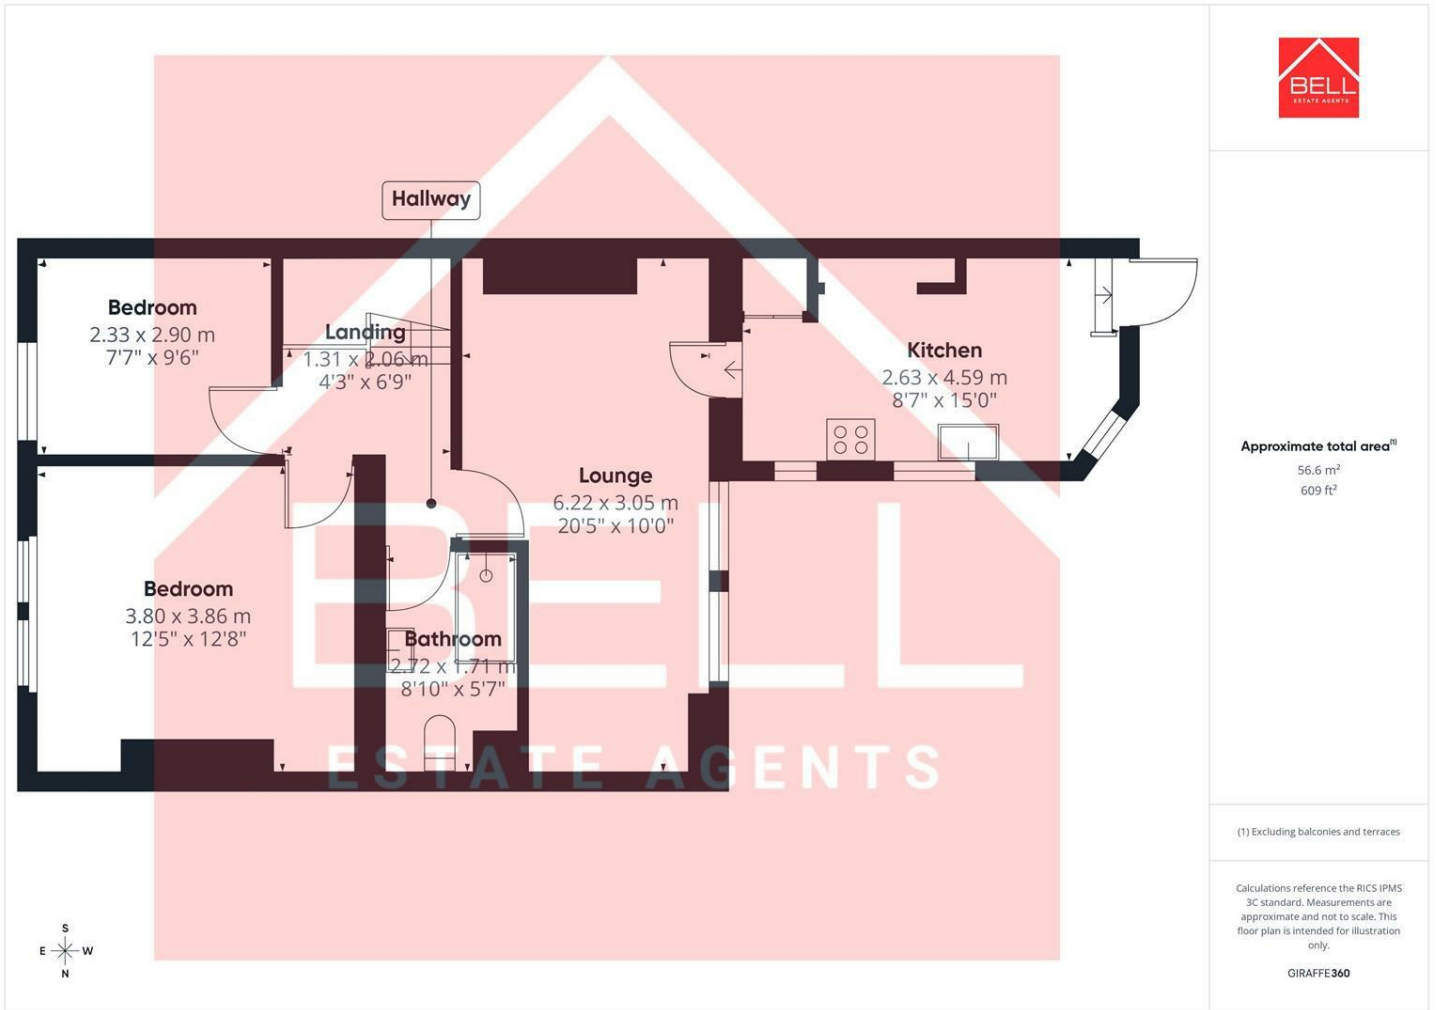 BELL
ESTATE AGENTS
Hallway
Bedroom
2.33 x 2.90 m
7'7" x 9'6"
Landing
1.31 x 2.06 m
4'3" x 6'9"
Kitchen
2.63 x 4.59 m
8'7" x 15'0"
Lounge
6.22 x 3.05 m
20'5" x 10'0"
Bedroom
3.80 x 3.86 m
12'5" x 12'8"
Bathroom
2.72 x 1.71 m
8'10" x 5'7"
BELL
ESTATE AGENTS
S
E W
N
Approximate total area(1)
56.6 m²
609 ft²
(1) Excluding balconies and terraces
Calculations reference the RICS IPMS
3C standard. Measurements are
approximate and not to scale. This
floor plan is intended for illustration
only.
GIRAFFE360